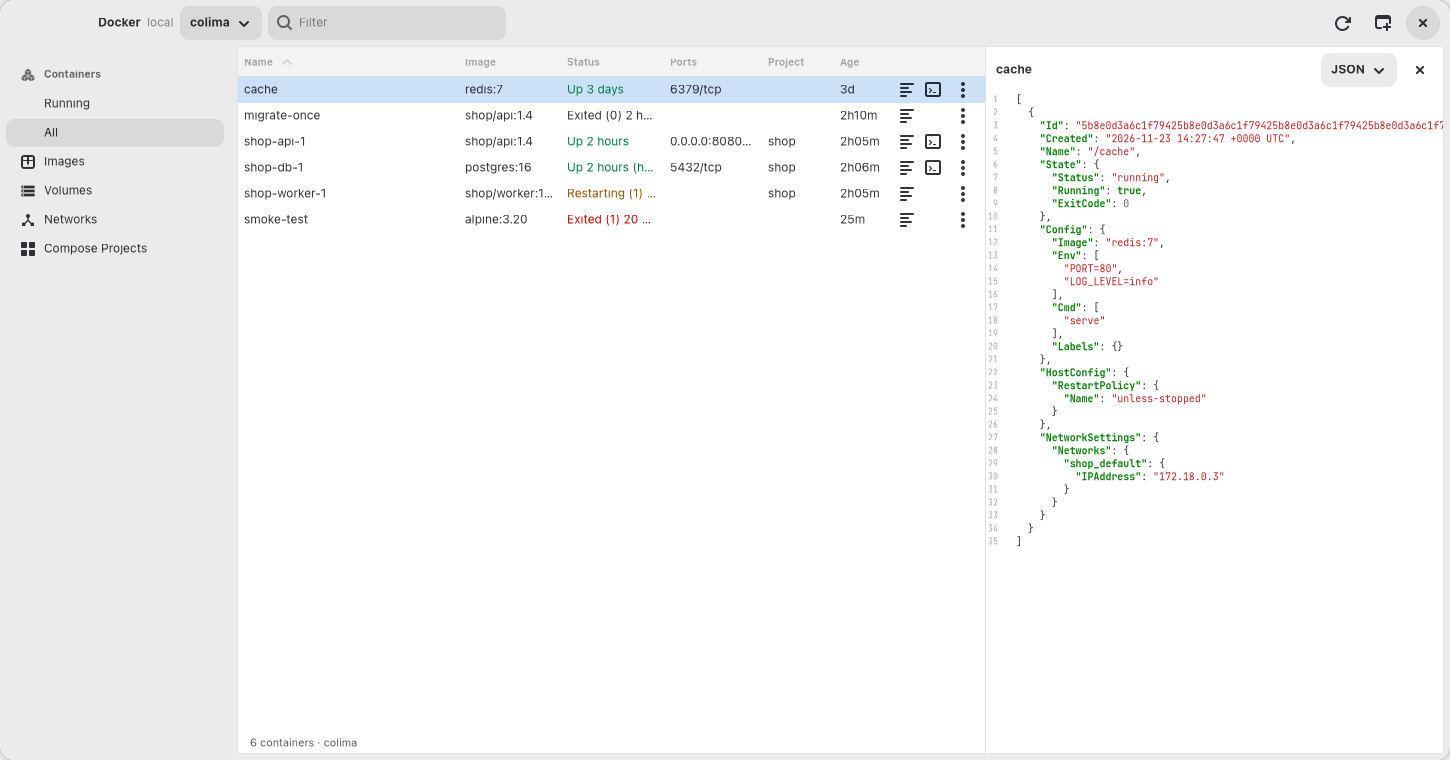 Docker local colima Filter
Containers
Running
All
Images
Volumes
Networks
Compose Projects
Name Image Status Ports Project Age
cache redis:7 Up 3 days 6379/tcp 3d
migrate-once shop/api:1.4 Exited (0) 2 h... 2h10m
shop-api-1 shop/api:1.4 Up 2 hours 0.0.0.0:8080... shop 2h05m
shop-db-1 postgres:16 Up 2 hours (h... 5432/tcp shop 2h06m
shop-worker-1 shop/worker:1... Restarting (1) ... shop 2h05m
smoke-test alpine:3.20 Exited (1) 20 ... 25m
6 containers · colima
cache JSON
1 [
2 {
3 "Id": "5b8e0d3a6c1f79425b8e0d3a6c1f79425b8e0d3a6c1f79425b8e0d3a6c1f7
4 "Created": "2026-11-23 14:27:47 +0000 UTC",
5 "Name": "/cache",
6 "State": {
7 "Status": "running",
8 "Running": true,
9 "ExitCode": 0
10 },
11 "Config": {
12 "Image": "redis:7",
13 "Env": [
14 "PORT=80",
15 "LOG_LEVEL=info"
16 ],
17 "Cmd": [
18 "serve"
19 ],
20 "Labels": {}
21 },
22 "HostConfig": {
23 "RestartPolicy": {
24 "Name": "unless-stopped"
25 }
26 },
27 "NetworkSettings": {
28 "Networks": {
29 "shop_default": {
30 "IPAddress": "172.18.0.3"
31 }
32 }
33 }
34 }
35 ]